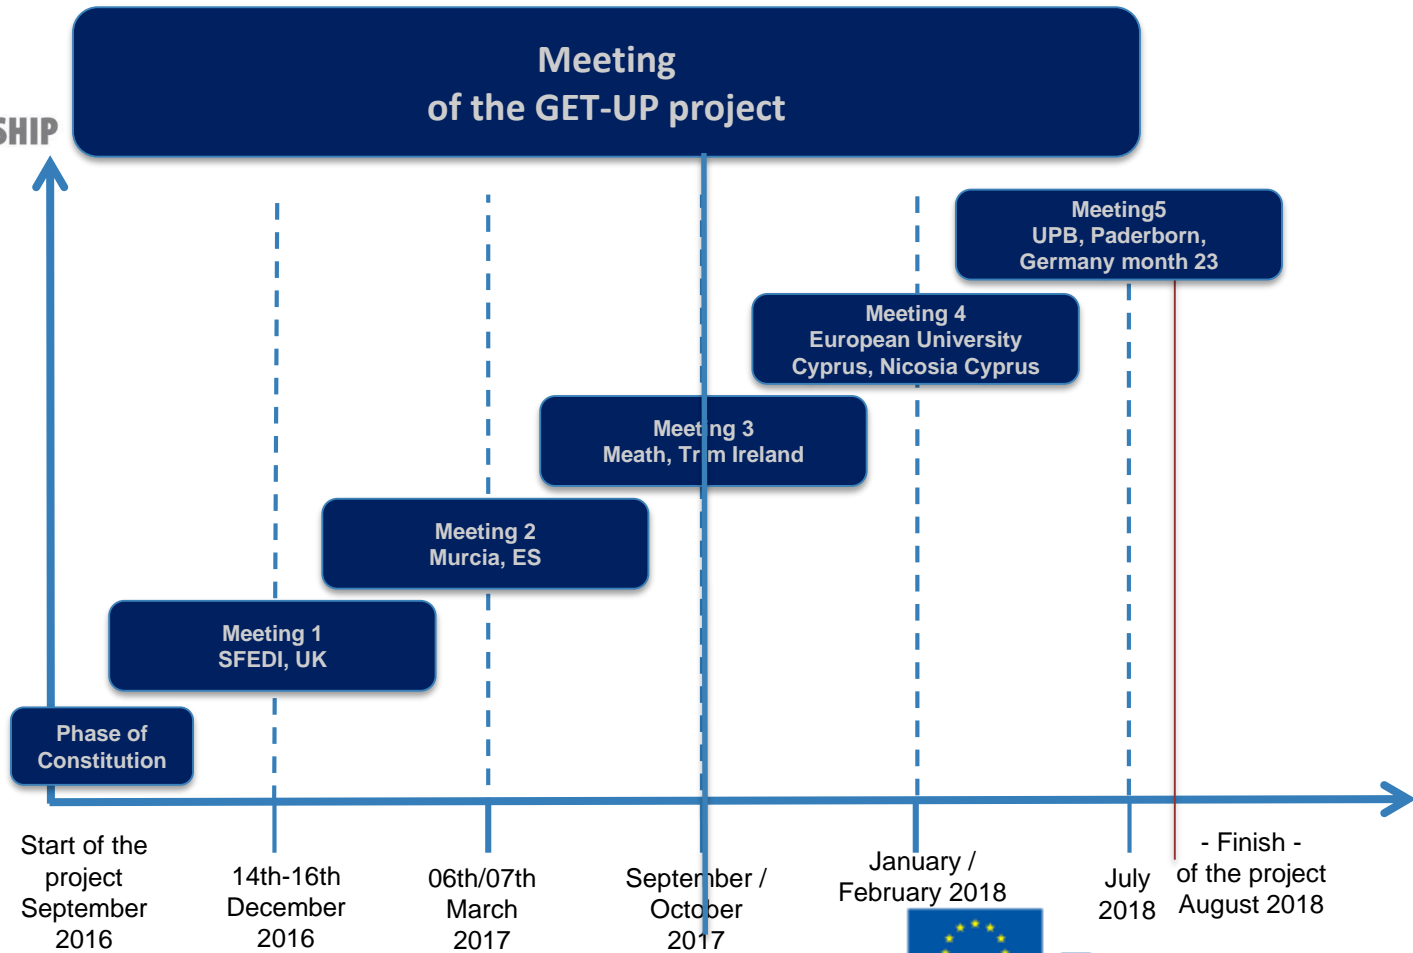 Meeting
of the GET-UP project
SHIP
Meeting5
UPB, Paderborn,
Germany month 23
Meeting 4
European University
Cyprus, Nicosia Cyprus
Meeting 3
Meath, Trim Ireland
Meeting 2
Murcia, ES
Meeting 1
SFEDI, UK
Phase of
Constitution
Start of the
project
September
2016
14th-16th
December
2016
06th/07th
March
2017
September /
October
2017
January /
February 2018
July
2018
- Finish -
of the project
August 2018